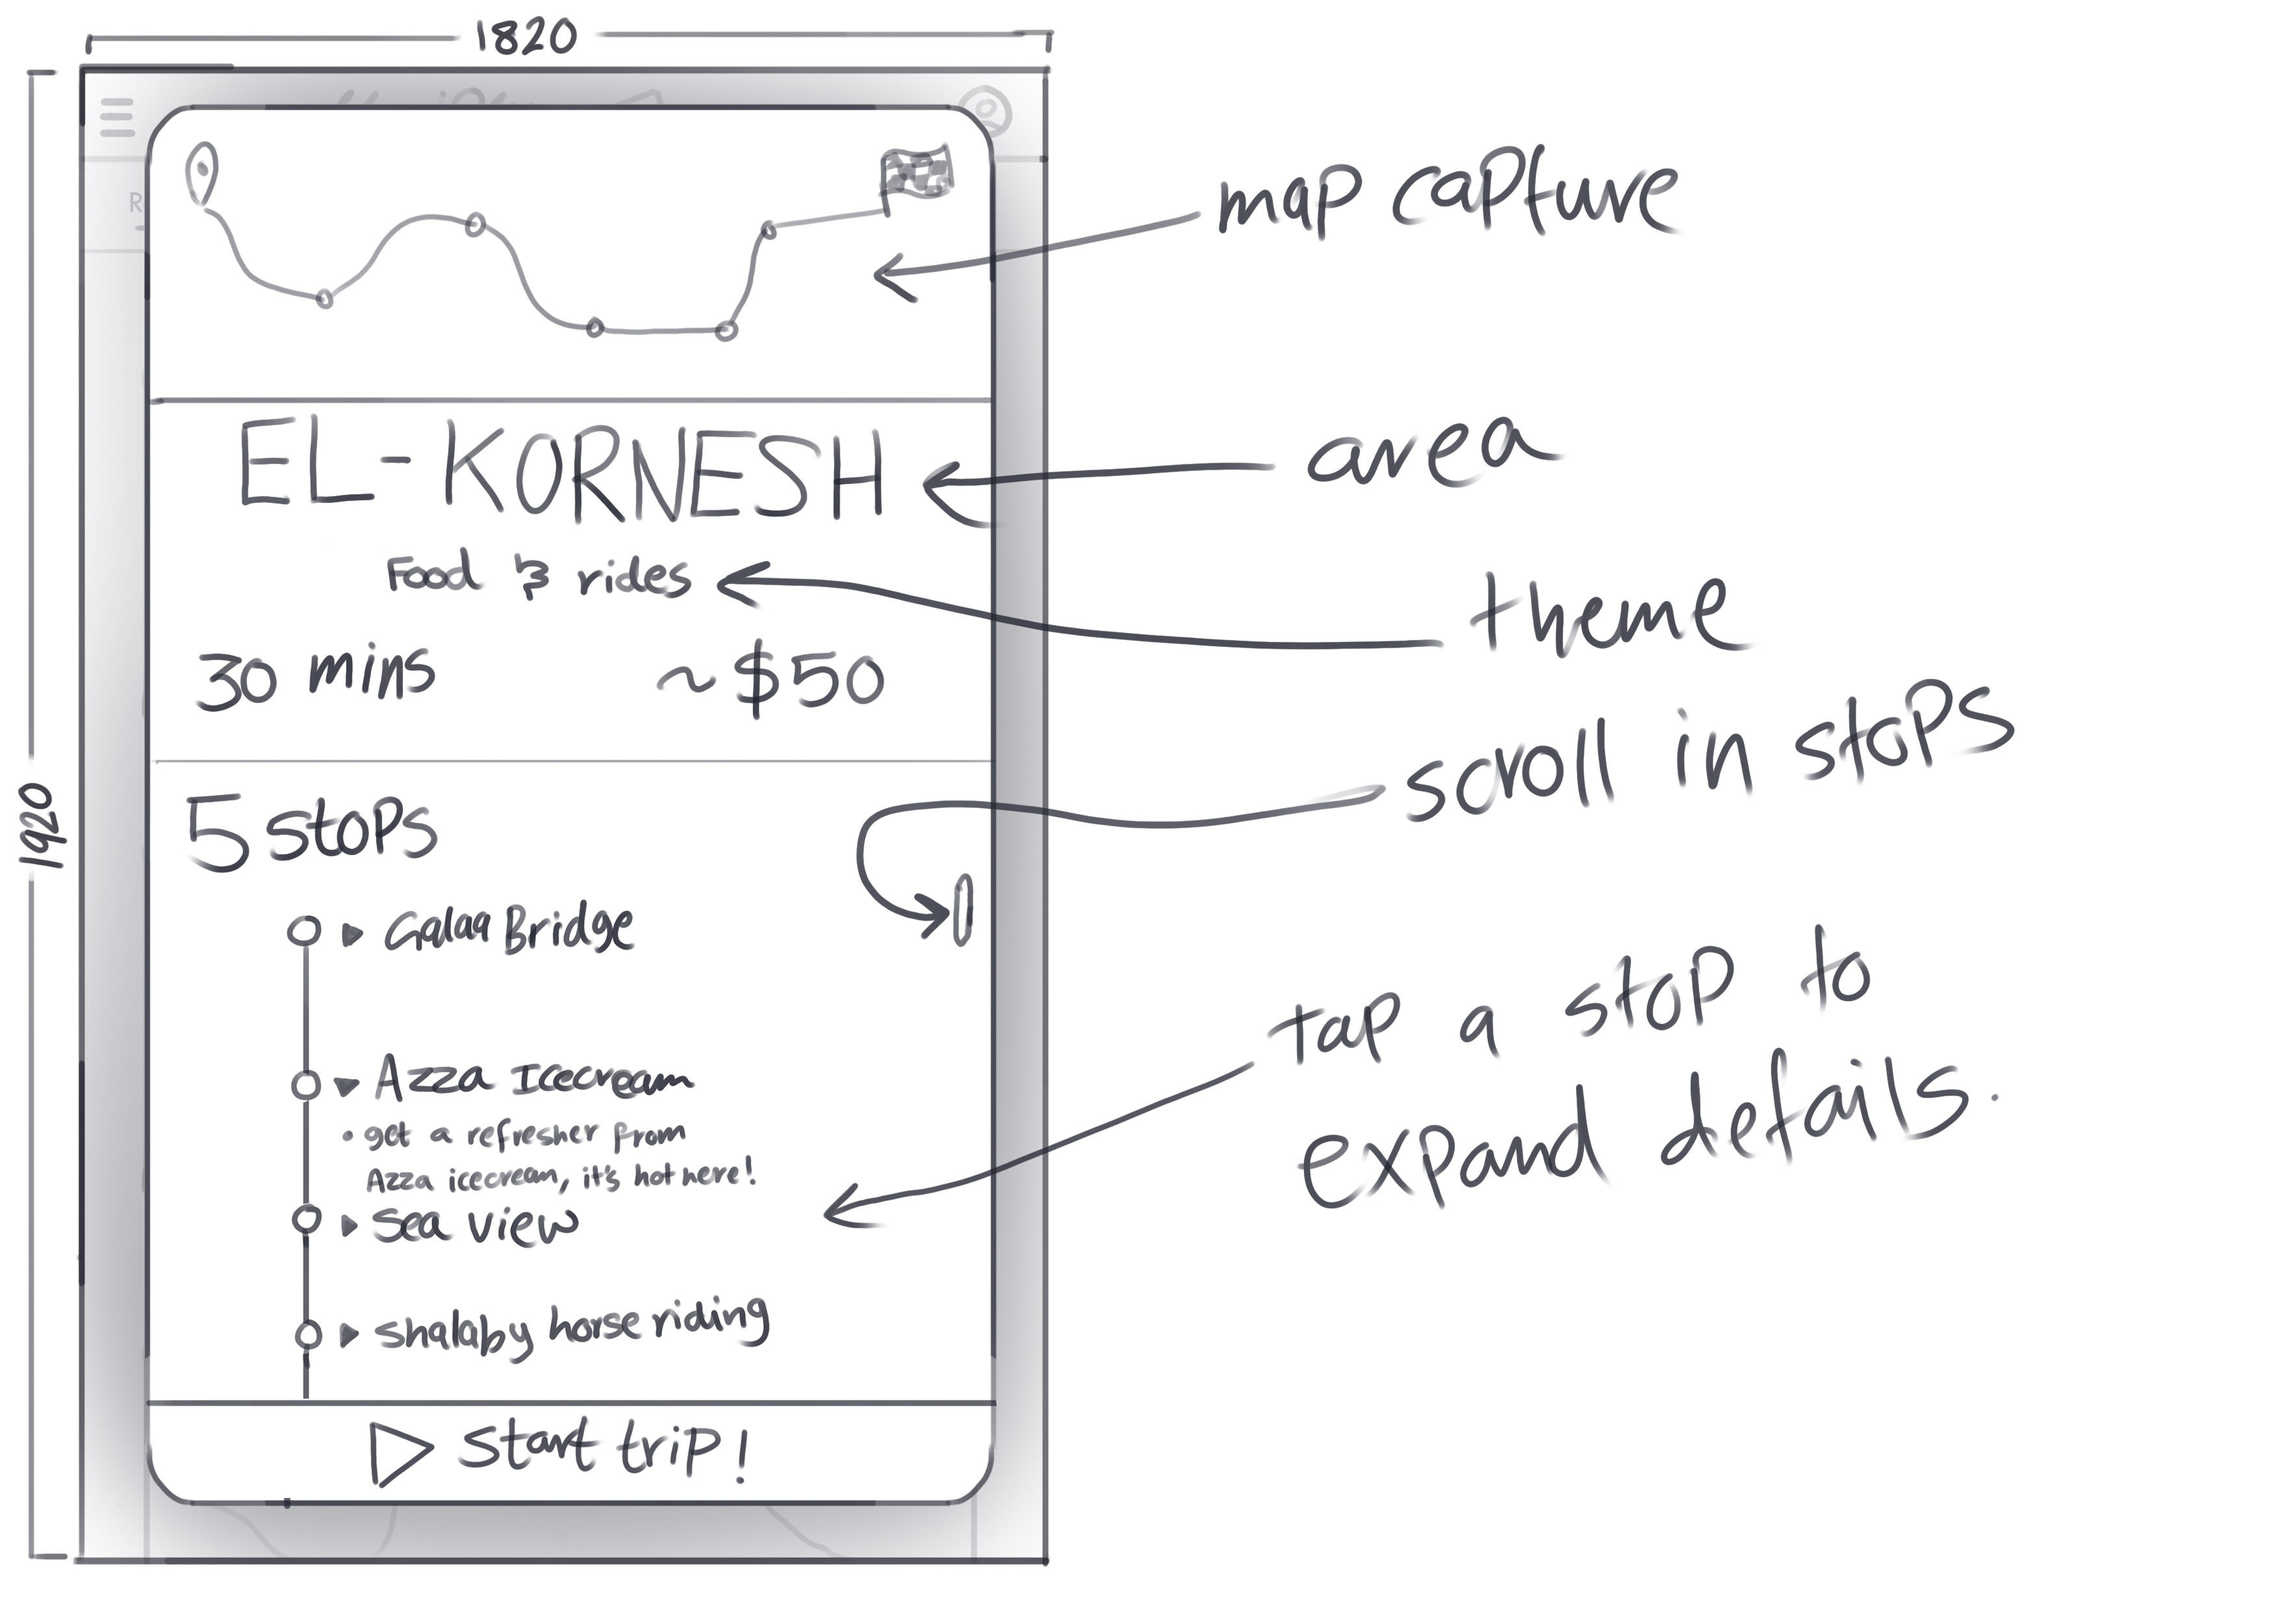 1820
1920
map capture
EL-KORNESH
area
Food & rides
theme
30 mins
~$50
scroll in stops
5 stops
Galaa Bridge
tap a stop to
expand details.
Azza Icecream
• get a refresher from
Azza icecream, it's hot here!
Sea view
shalaby horse riding
Start trip!